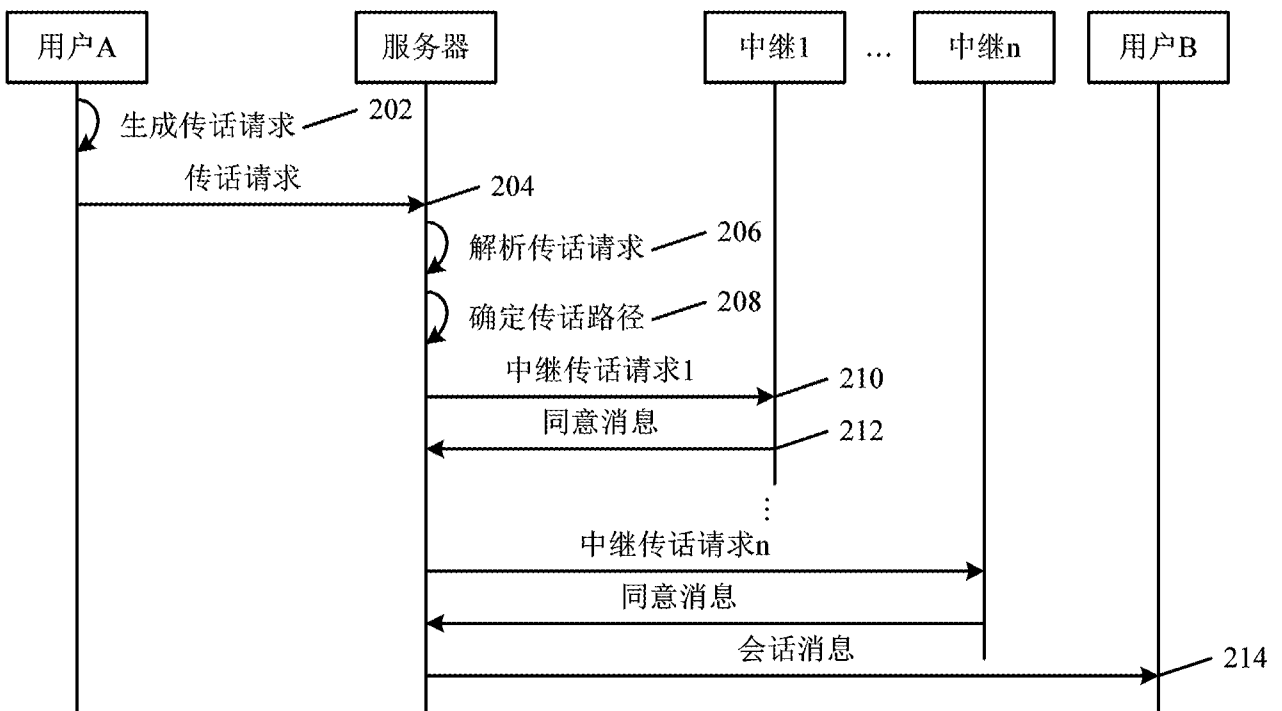 用户A 服务器 中继1 … 中继n 用户B
生成传话请求 202
传话请求 204
解析传话请求 206
确定传话路径 208
中继传话请求1 210
同意消息 212
⋮
中继传话请求n
同意消息
会话消息 214